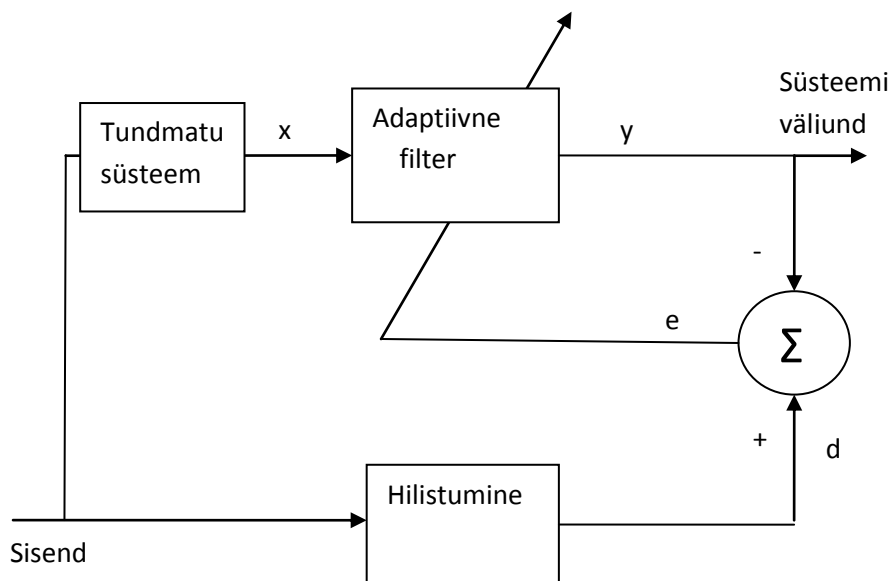 Tundmatu
süsteem
x
Adaptiivne
filter
y
Süsteemi
väljund
-
e
Σ
+
d
Hilistumine
Sisend